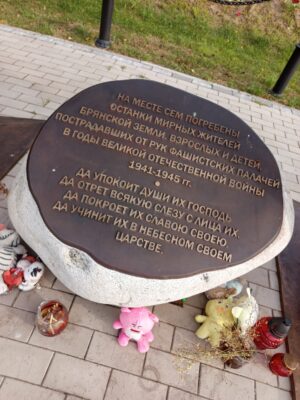 НА МЕСТЕ СЕМ ПОГРЕБЕНЫ
ОСТАНКИ МИРНЫХ ЖИТЕЛЕЙ
БРЯНСКОЙ ЗЕМЛИ, ВЗРОСЛЫХ И ДЕТЕЙ,
ПОСТРАДАВШИХ ОТ РУК ФАШИСТСКИХ ПАЛАЧЕЙ
В ГОДЫ ВЕЛИКОЙ ОТЕЧЕСТВЕННОЙ ВОЙНЫ
1941-1945 гг.
ДА УПОКОИТ ДУШИ ИХ ГОСПОДЬ
ДА ОТРЕТ ВСЯКУЮ СЛЕЗУ С ЛИЦА ИХ
ДА ПОКРОЕТ ИХ СЛАВОЮ СВОЕЮ
ДА УЧИНИТ ИХ В НЕБЕСНОМ СВОЕМ
ЦАРСТВЕ.